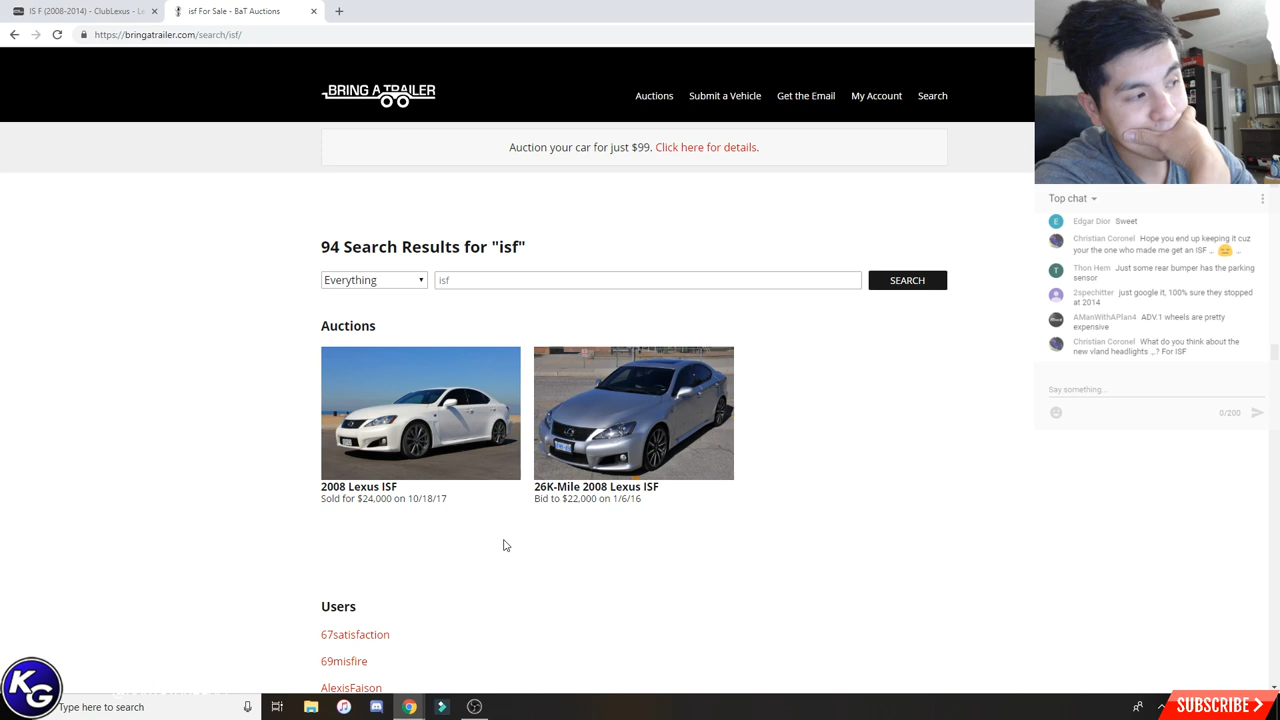 IS F (2008-2014) - ClubLexus - Le
isf For Sale - BaT Auctions
https://bringatrailer.com/search/isf/
BRING A TRAILER
Auctions
Submit a Vehicle
Get the Email
My Account
Search
Auction your car for just $99. Click here for details.
94 Search Results for "isf"
Everything
isf
SEARCH
Auctions
2008 Lexus ISF
Sold for $24,000 on 10/18/17
26K-Mile 2008 Lexus ISF
Bid to $22,000 on 1/6/16
Users
67satisfaction
69misfire
AlexisFaison
Top chat
E
Edgar Dior Sweet
Christian Coronel Hope you end up keeping it cuz
your the one who made me get an ISF .. ..
T
Thon Hem Just some rear bumper has the parking
sensor
2spechitter just google it, 100% sure they stopped
at 2014
AManWithAPlan4 ADV.1 wheels are pretty
expensive
Christian Coronel What do you think about the
new vland headlights .,.? For ISF
Say something...
0/200
KG
Type here to search
SUBSCRIBE